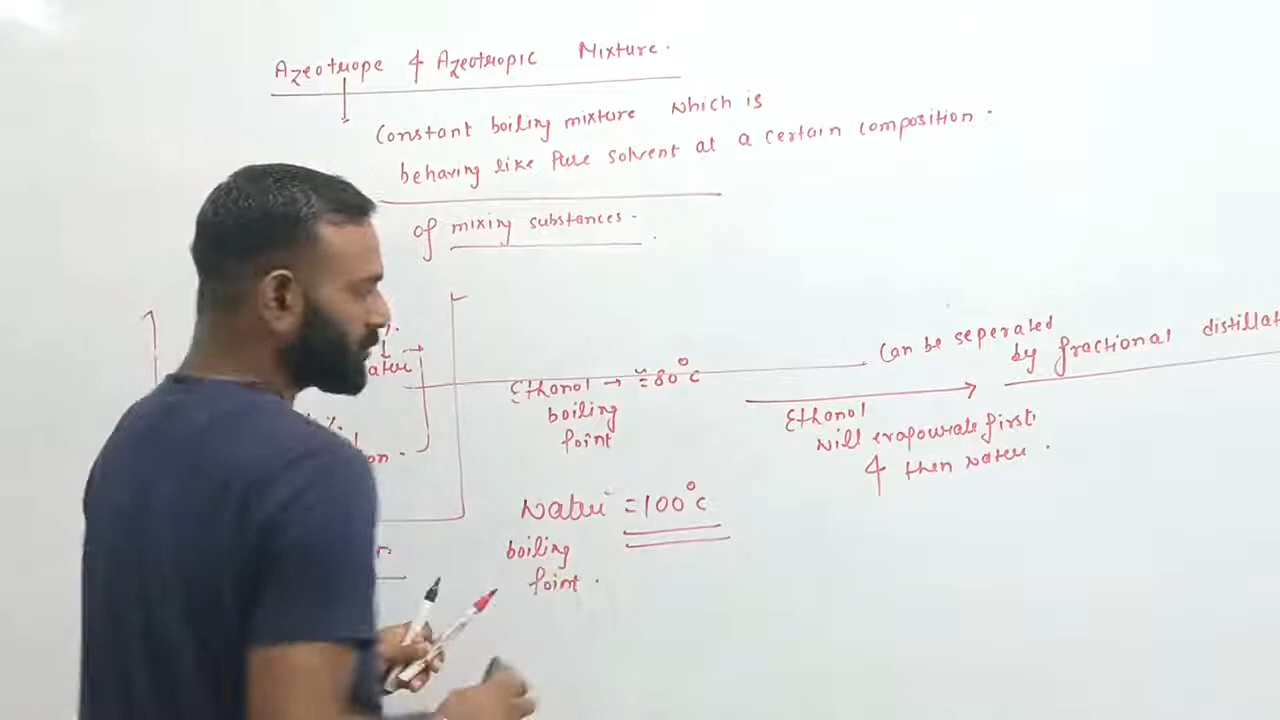 Azeotrope & Azeotropic Mixture.
Constant boiling mixture which is
behaving like Pure solvent at a certain composition.
of mixing substances.
Can be seperated
by fractional distillat
Ethanol → ≈80°C
boiling
point
Ethanol
will evapourate first
& then water.
Water =100°C
boiling
point.